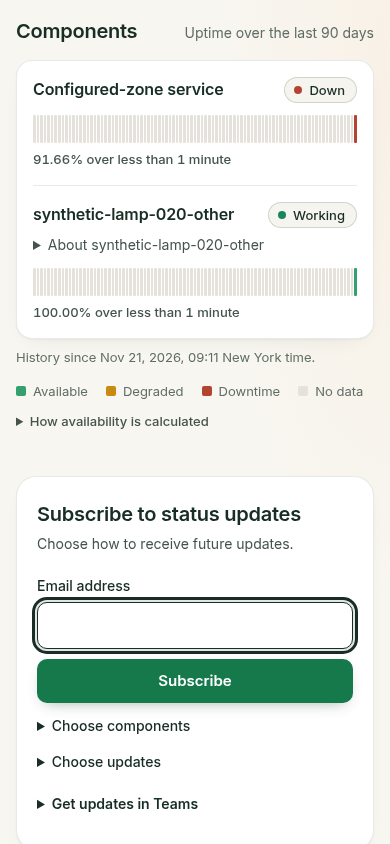 Components
Uptime over the last 90 days
Configured-zone service
Down
91.66% over less than 1 minute
synthetic-lamp-020-other
Working
About synthetic-lamp-020-other
100.00% over less than 1 minute
History since Nov 21, 2026, 09:11 New York time.
Available
Degraded
Downtime
No data
How availability is calculated
Subscribe to status updates
Choose how to receive future updates.
Email address
Subscribe
Choose components
Choose updates
Get updates in Teams